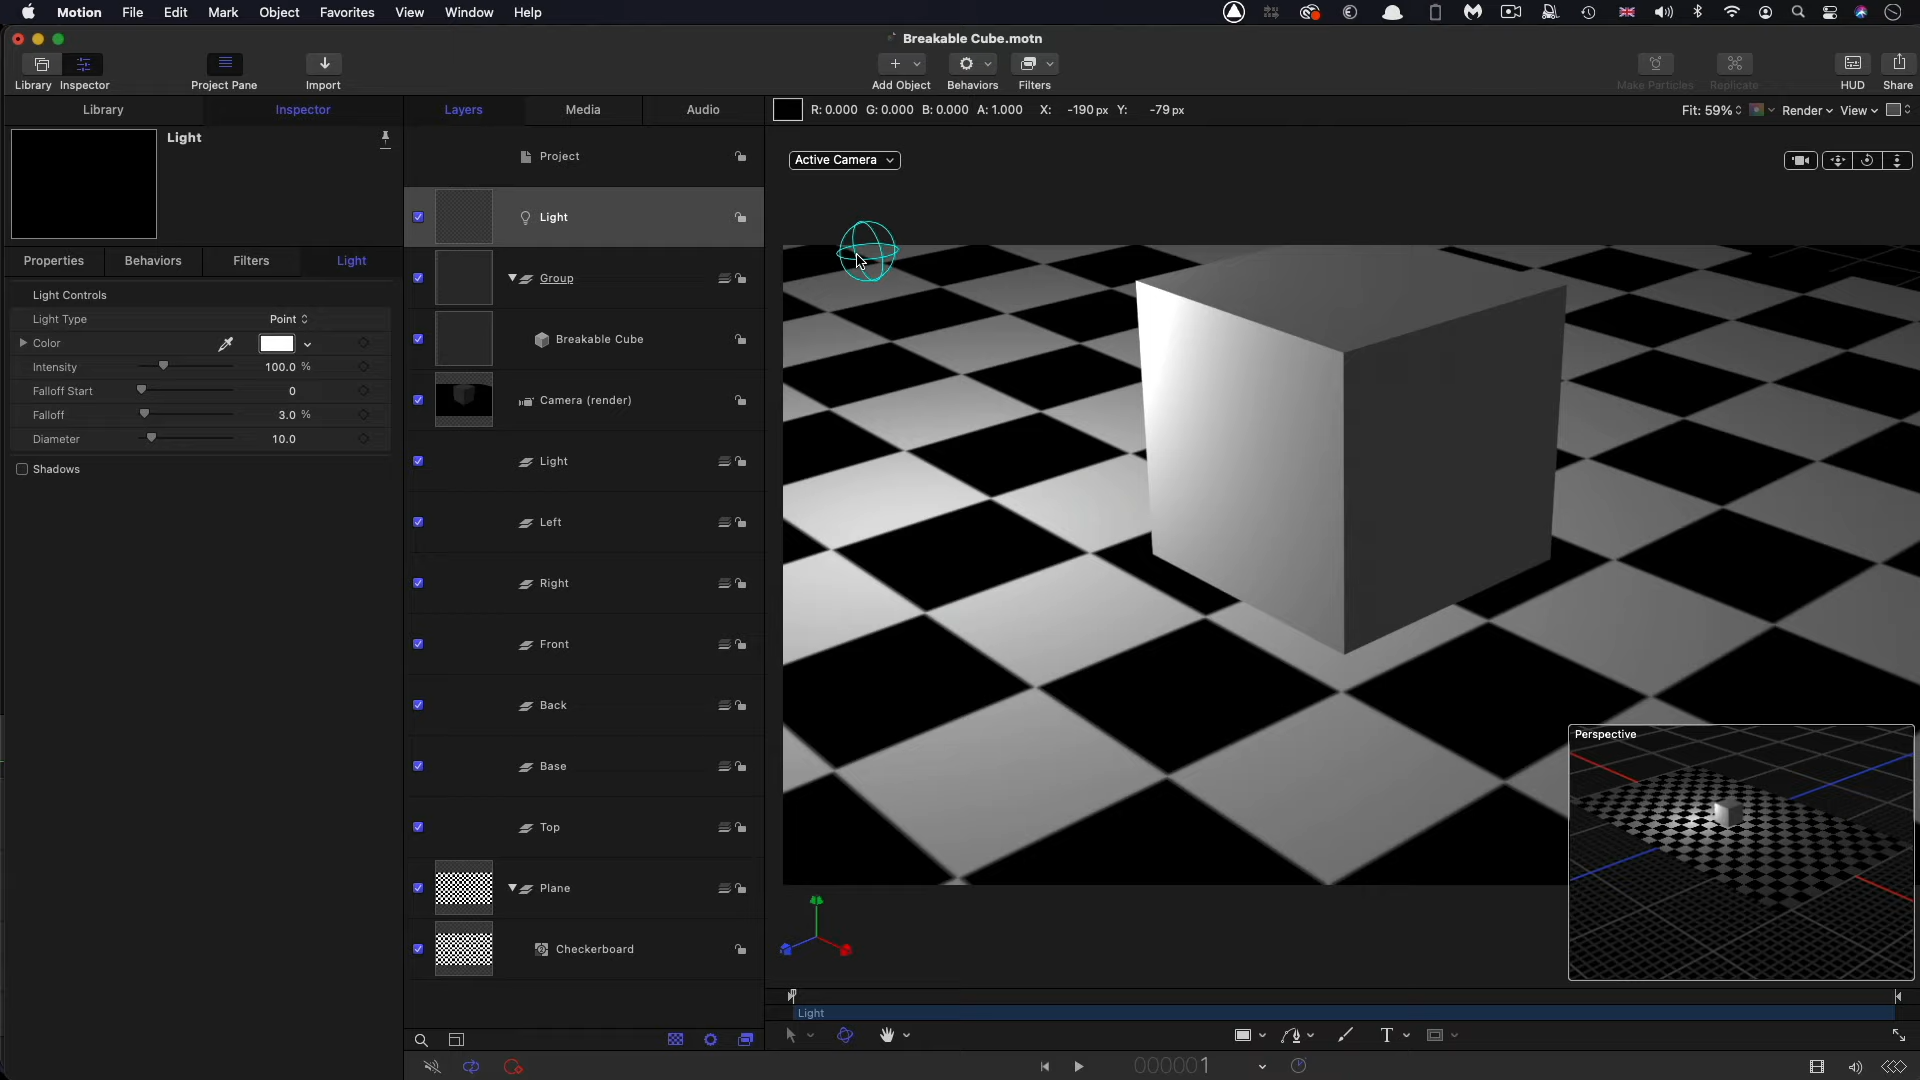 Motion File Edit Mark Object Favorites View Window Help
Breakable Cube.motn
Library Inspector Project Pane Import Add Object Behaviors Filters Make Particles Replicate HUD Share
Library Inspector Layers Media Audio R: 0.000 G: 0.000 B: 0.000 A: 1.000 X: -190 px Y: -79 px Fit: 59% Render View
Light
Project
Active Camera
Light
Properties Behaviors Filters Light
Group
Light Controls
Light Type Point
Color
Breakable Cube
Intensity 100.0 %
Falloff Start 0
Camera (render)
Falloff 3.0 %
Diameter 10.0
Light
Shadows
Left
Right
Front
Back
Perspective
Base
Top
Plane
Checkerboard
Light
T
0000001